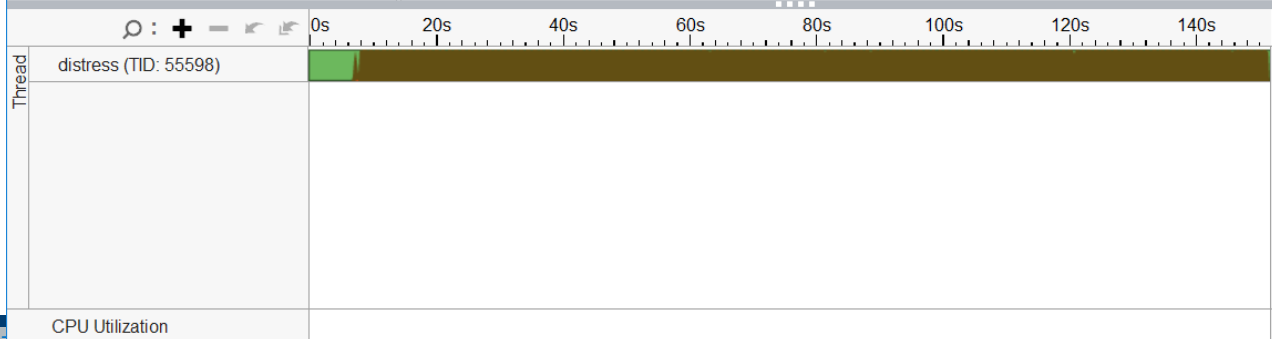 0s 20s 40s 60s 80s 100s 120s 140s
Thread
distress (TID: 55598)
CPU Utilization